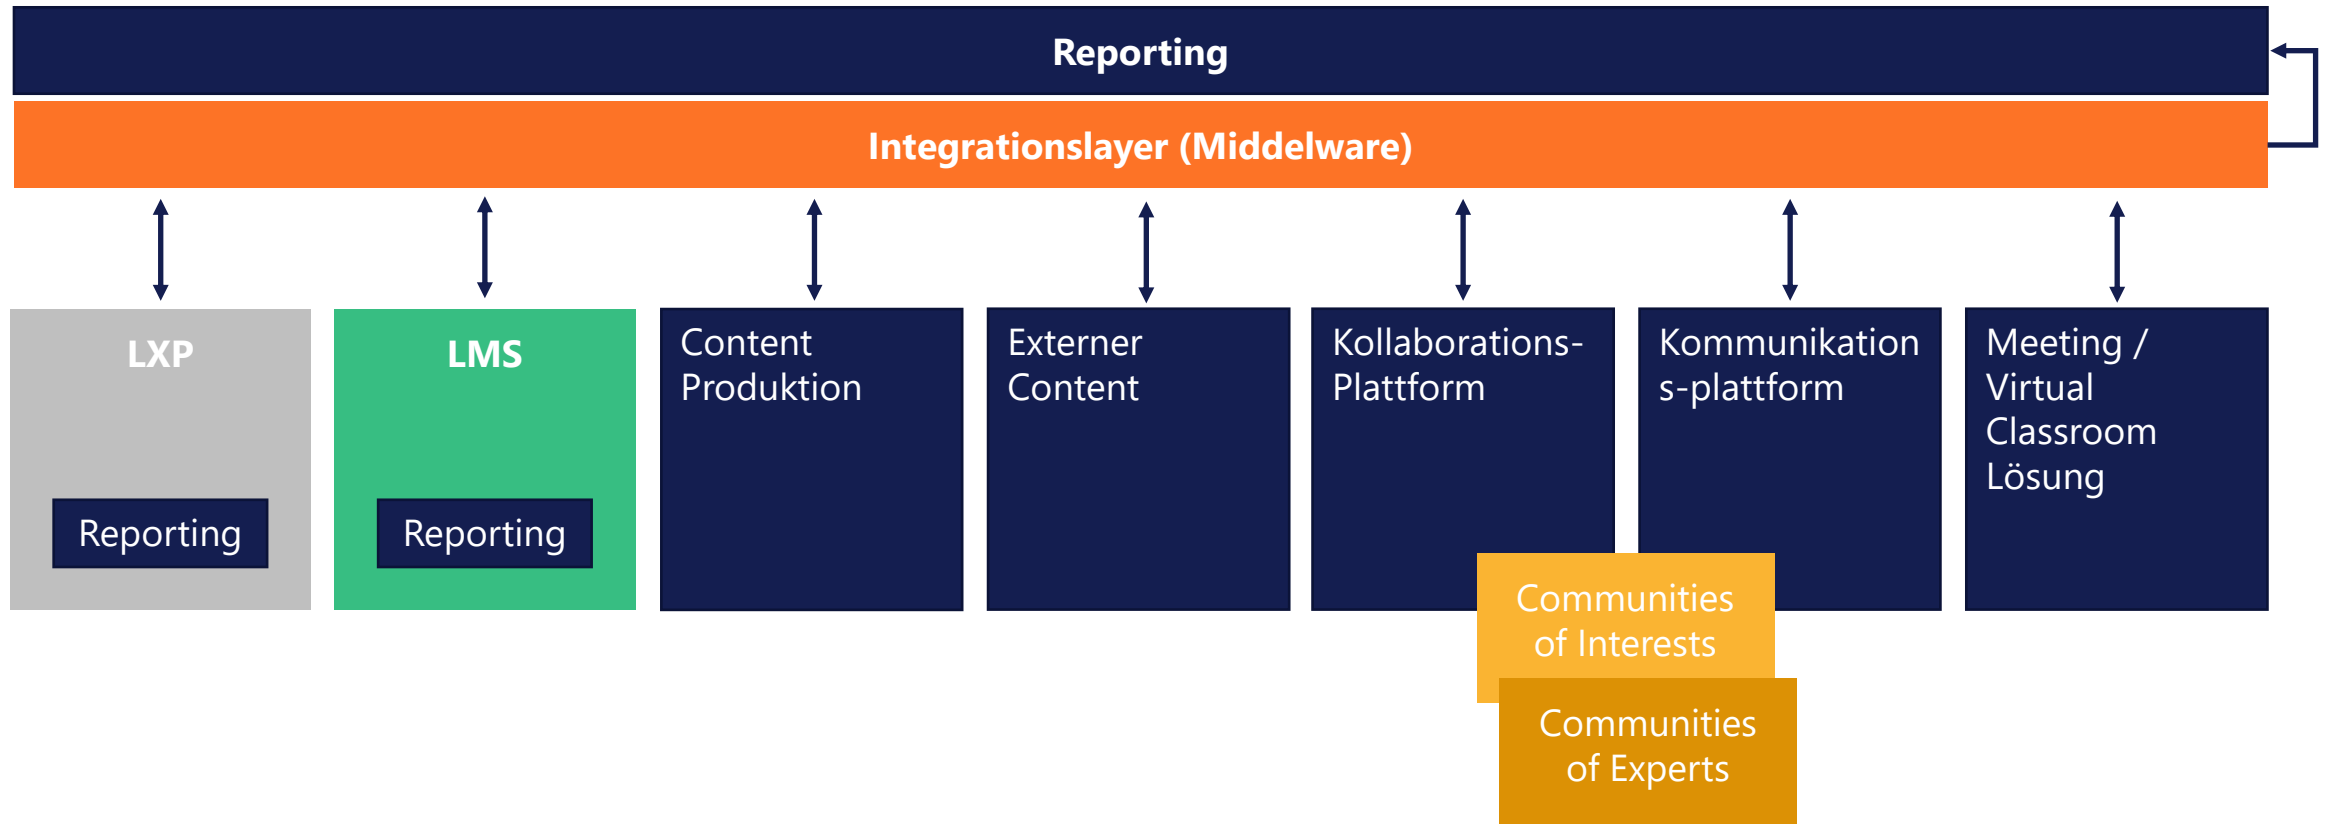 Reporting
Integrationslayer (Middelware)
LXP
Reporting
LMS
Reporting
Content
Produktion
Externer
Content
Kollaborations-
Plattform
Kommunikation
s-plattform
Meeting /
Virtual
Classroom
Lösung
Communities
of Interests
Communities
of Experts